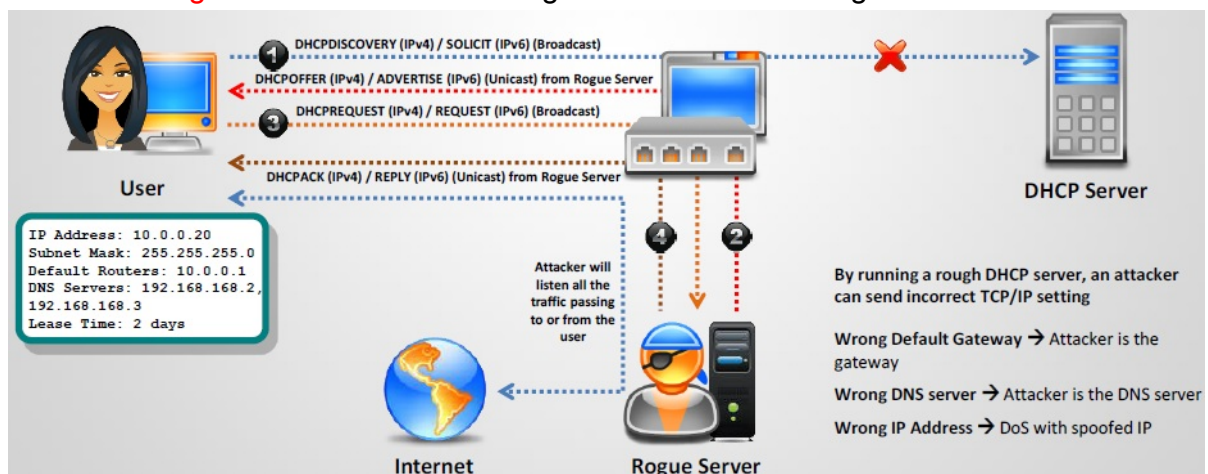 1 DHCPDISCOVERY (IPv4) / SOLICIT (IPv6) (Broadcast)
DHCPOFFER (IPv4) / ADVERTISE (IPv6) (Unicast) from Rogue Server
3 DHCPREQUEST (IPv4) / REQUEST (IPv6) (Broadcast)
DHCPACK (IPv4) / REPLY (IPv6) (Unicast) from Rogue Server
User
DHCP Server
4
2
IP Address: 10.0.0.20
Subnet Mask: 255.255.255.0
Default Routers: 10.0.0.1
DNS Servers: 192.168.168.2,
192.168.168.3
Lease Time: 2 days
Attacker will
listen all the
traffic passing
to or from the
user
By running a rough DHCP server, an attacker
can send incorrect TCP/IP setting
Wrong Default Gateway → Attacker is the
gateway
Wrong DNS server → Attacker is the DNS server
Wrong IP Address → DoS with spoofed IP
Internet
Rogue Server